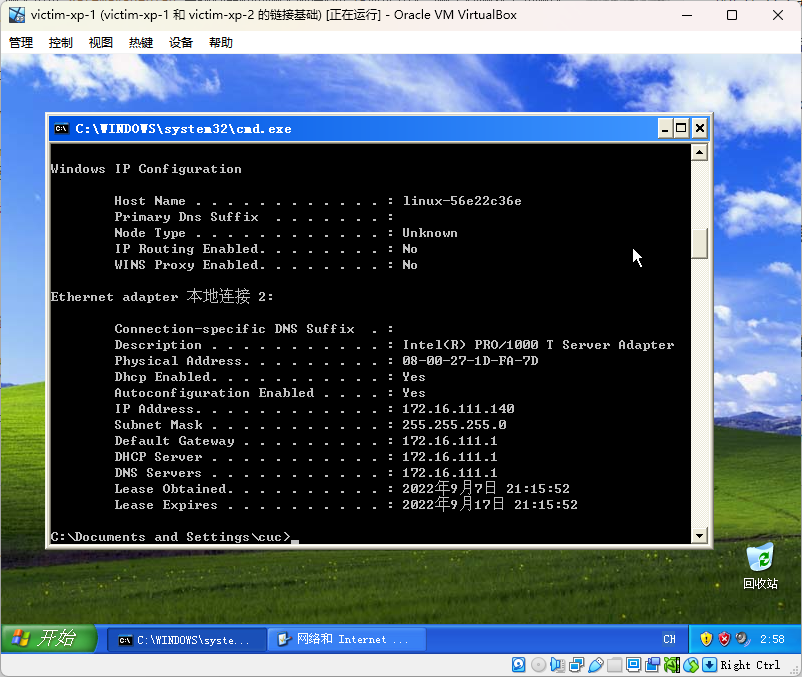 victim-xp-1 (victim-xp-1 和 victim-xp-2 的链接基础) [正在运行] - Oracle VM VirtualBox
管理 控制 视图 热键 设备 帮助
C:\WINDOWS\system32\cmd.exe
Windows IP Configuration
Host Name . . . . . . . . . . . . : linux-56e22c36e
Primary Dns Suffix . . . . . . . :
Node Type . . . . . . . . . . . . : Unknown
IP Routing Enabled. . . . . . . . : No
WINS Proxy Enabled. . . . . . . . : No
Ethernet adapter 本地连接 2:
Connection-specific DNS Suffix . :
Description . . . . . . . . . . . : Intel(R) PRO/1000 T Server Adapter
Physical Address. . . . . . . . . : 08-00-27-1D-FA-7D
Dhcp Enabled. . . . . . . . . . . : Yes
Autoconfiguration Enabled . . . . : Yes
IP Address. . . . . . . . . . . . : 172.16.111.140
Subnet Mask . . . . . . . . . . . : 255.255.255.0
Default Gateway . . . . . . . . . : 172.16.111.1
DHCP Server . . . . . . . . . . . : 172.16.111.1
DNS Servers . . . . . . . . . . . : 172.16.111.1
Lease Obtained. . . . . . . . . . : 2022年9月7日 21:15:52
Lease Expires . . . . . . . . . . : 2022年9月17日 21:15:52
C:\Documents and Settings\cuc>_
回收站
开始 C:\WINDOWS\syste... 网络和 Internet ... CH 2:58
Right Ctrl